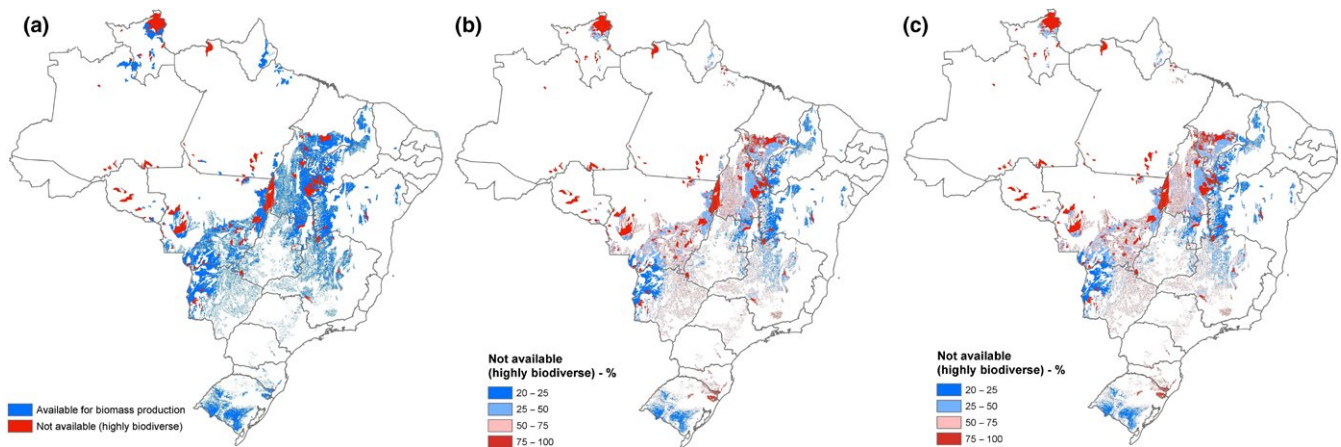 (a)
Available for biomass production
Not available (highly biodiverse)
(b)
Not available
(highly biodiverse) - %
20 – 25
25 – 50
50 – 75
75 – 100
(c)
Not available
(highly biodiverse) - %
20 – 25
25 – 50
50 – 75
75 – 100